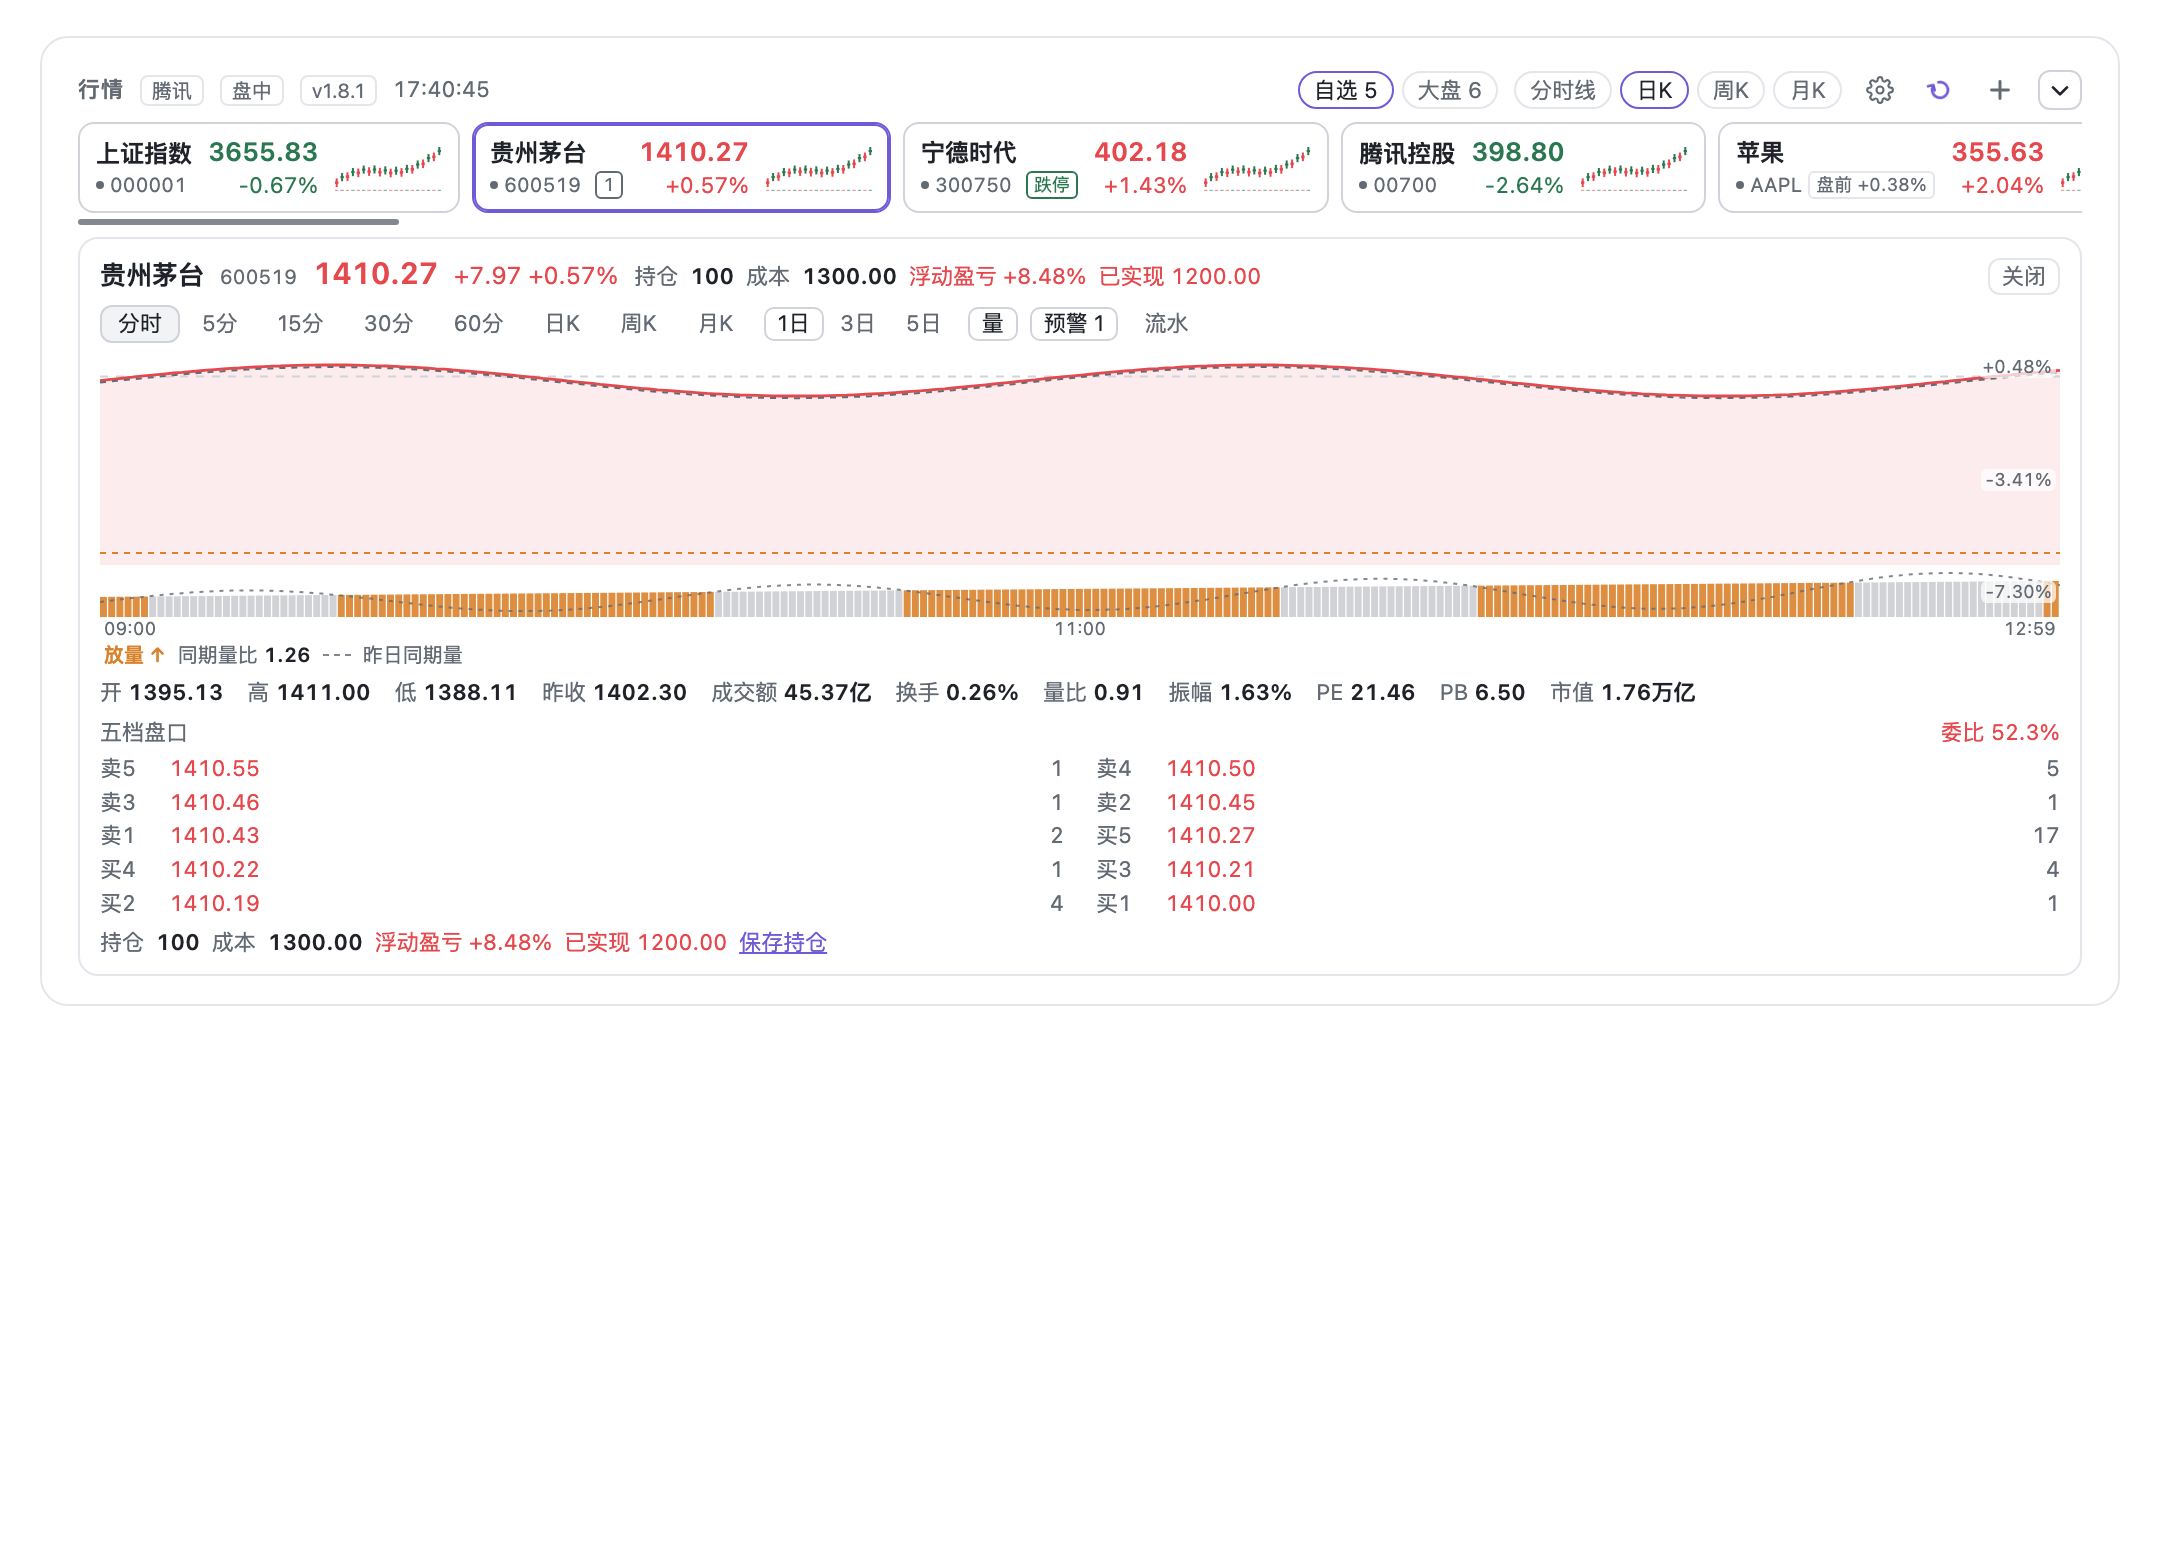 行情 腾讯 盘中 v1.8.1 17:40:45 自选 5 大盘 6 分时线 日K 周K 月K
上证指数 3655.83 贵州茅台 1410.27 宁德时代 402.18 腾讯控股 398.80 苹果 355.63
000001 -0.67% 600519 1 +0.57% 300750 跌停 +1.43% 00700 -2.64% AAPL 盘前 +0.38% +2.04%
贵州茅台 600519 1410.27 +7.97 +0.57% 持仓 100 成本 1300.00 浮动盈亏 +8.48% 已实现 1200.00 关闭
分时 5分 15分 30分 60分 日K 周K 月K 1日 3日 5日 量 预警 1 流水
+0.48%
-3.41%
-7.30%
09:00 11:00 12:59
放量 ↑ 同期量比 1.26 --- 昨日同期量
开 1395.13 高 1411.00 低 1388.11 昨收 1402.30 成交额 45.37亿 换手 0.26% 量比 0.91 振幅 1.63% PE 21.46 PB 6.50 市值 1.76万亿
五档盘口 委比 52.3%
卖5 1410.55 1 卖4 1410.50 5
卖3 1410.46 1 卖2 1410.45 1
卖1 1410.43 2 买5 1410.27 17
买4 1410.22 1 买3 1410.21 4
买2 1410.19 4 买1 1410.00 1
持仓 100 成本 1300.00 浮动盈亏 +8.48% 已实现 1200.00 保存持仓